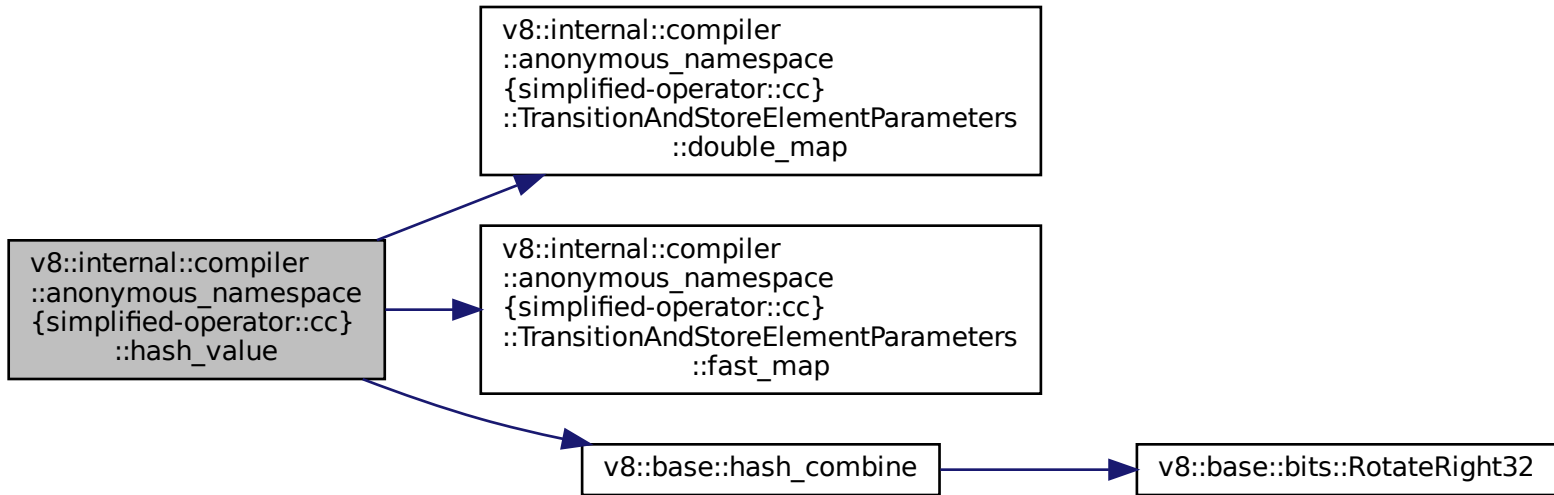 v8::internal::compiler
::anonymous_namespace
{simplified-operator::cc}
::hash_value
v8::internal::compiler
::anonymous_namespace
{simplified-operator::cc}
::TransitionAndStoreElementParameters
::double_map
v8::internal::compiler
::anonymous_namespace
{simplified-operator::cc}
::TransitionAndStoreElementParameters
::fast_map
v8::base::hash_combine
v8::base::bits::RotateRight32